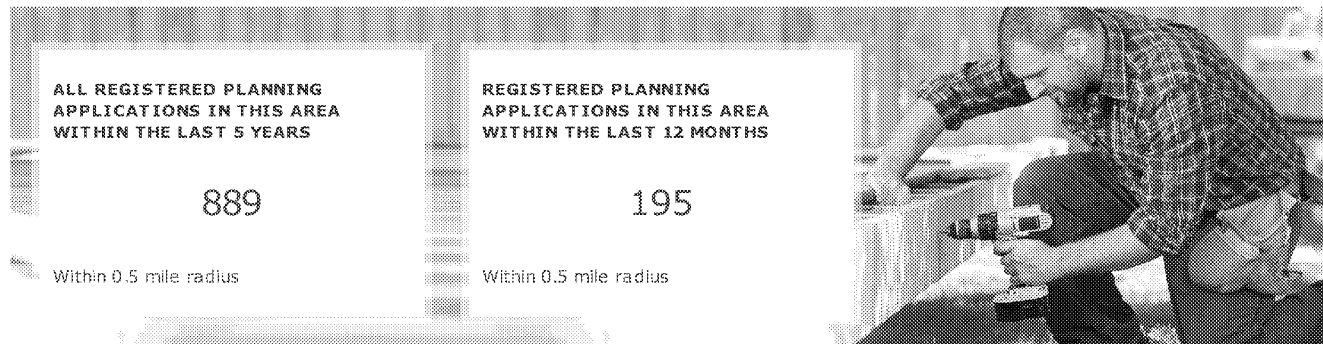 ALL REGISTERED PLANNING
APPLICATIONS IN THIS AREA
WITHIN THE LAST 5 YEARS
889
Within 0.5 mile radius
REGISTERED PLANNING
APPLICATIONS IN THIS AREA
WITHIN THE LAST 12 MONTHS
195
Within 0.5 mile radius